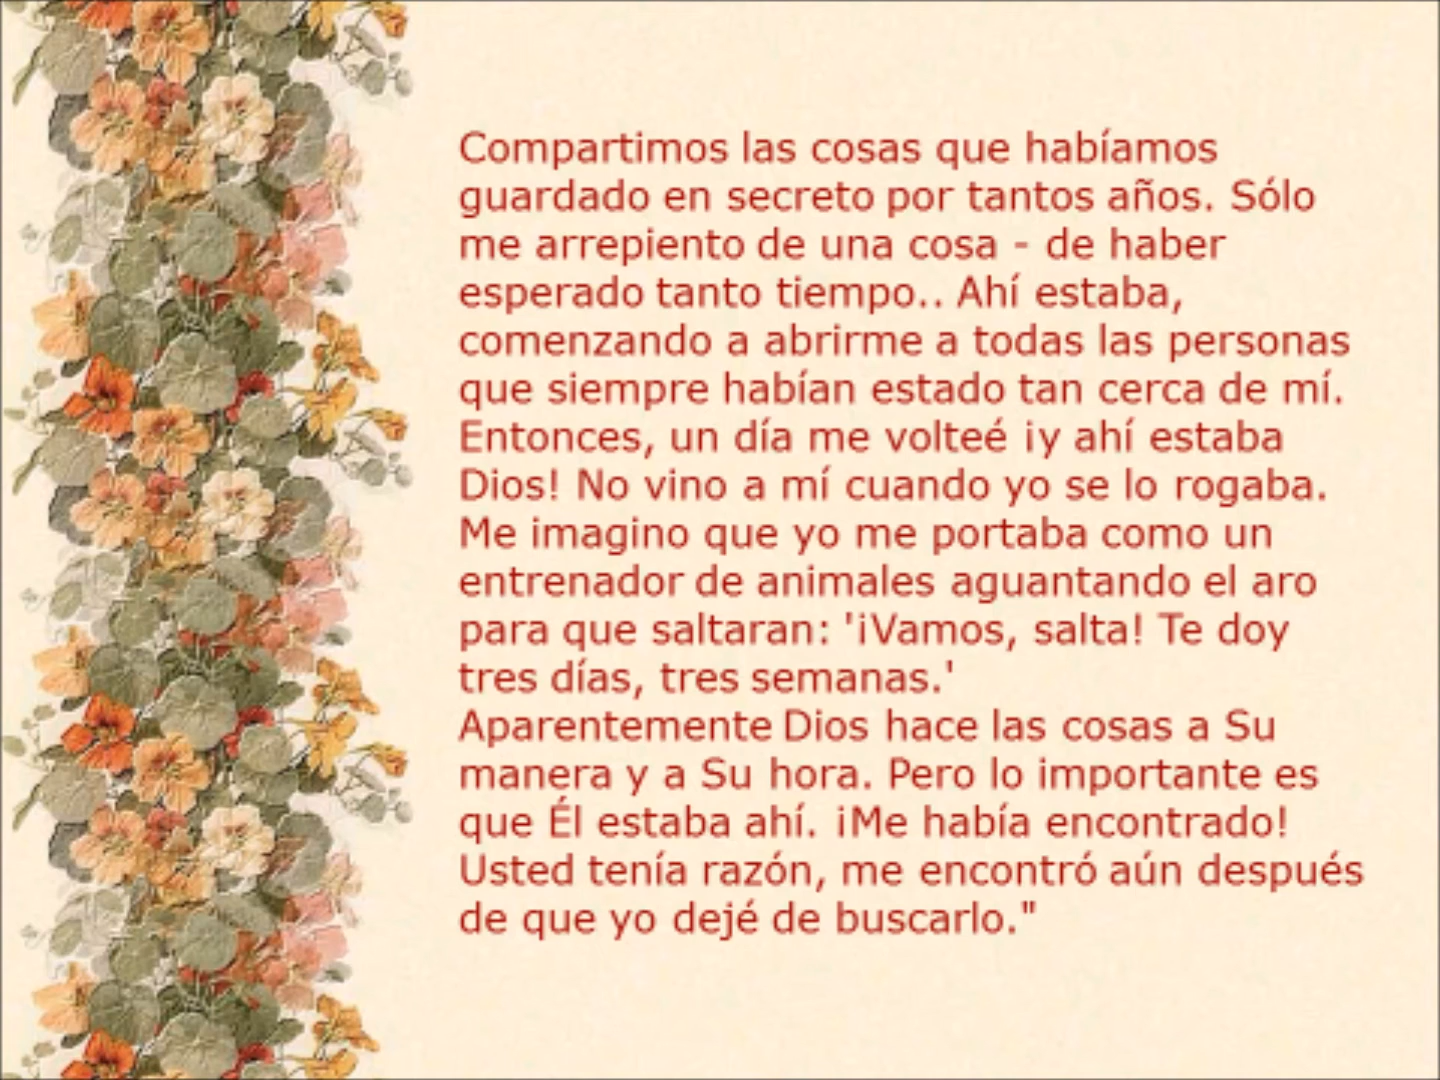 Compartimos las cosas que habíamos
guardado en secreto por tantos años. Sólo
me arrepiento de una cosa - de haber
esperado tanto tiempo.. Ahí estaba,
comenzando a abrirme a todas las personas
que siempre habían estado tan cerca de mí.
Entonces, un día me volteé ¡y ahí estaba
Dios! No vino a mí cuando yo se lo rogaba.
Me imagino que yo me portaba como un
entrenador de animales aguantando el aro
para que saltaran: '¡Vamos, salta! Te doy
tres días, tres semanas.'
Aparentemente Dios hace las cosas a Su
manera y a Su hora. Pero lo importante es
que Él estaba ahí. ¡Me había encontrado!
Usted tenía razón, me encontró aún después
de que yo dejé de buscarlo."